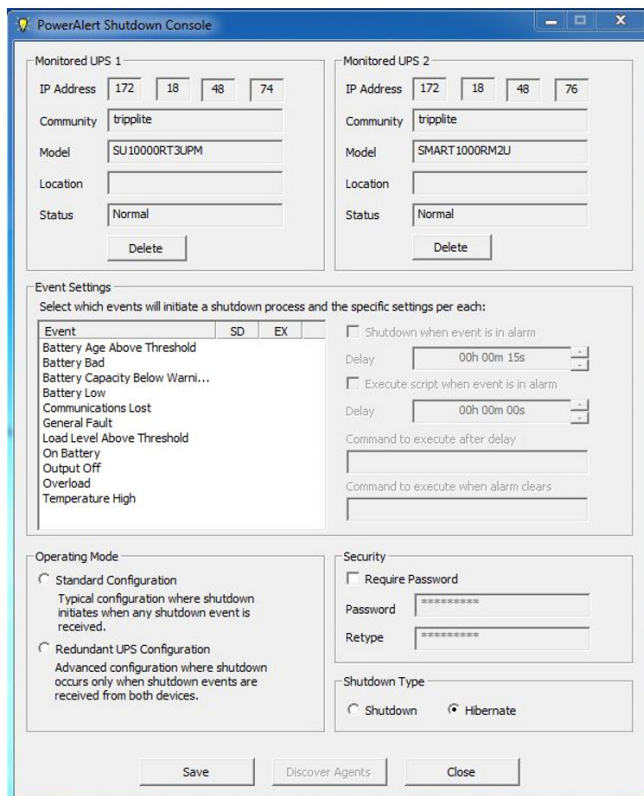 PowerAlert Shutdown Console
Monitored UPS 1
IP Address 172 18 48 74
Community tripplite
Model SU10000RT3UPM
Location
Status Normal
Delete
Monitored UPS 2
IP Address 172 18 48 76
Community tripplite
Model SMART1000RM2U
Location
Status Normal
Delete
Event Settings
Select which events will initiate a shutdown process and the specific settings per each:
Event SD EX
Battery Age Above Threshold
Battery Bad
Battery Capacity Below Warni...
Battery Low
Communications Lost
General Fault
Load Level Above Threshold
On Battery
Output Off
Overload
Temperature High
Shutdown when event is in alarm
Delay 00h 00m 15s
Execute script when event is in alarm
Delay 00h 00m 00s
Command to execute after delay
Command to execute when alarm clears
Operating Mode
Standard Configuration
Typical configuration where shutdown
initiates when any shutdown event is
received.
Redundant UPS Configuration
Advanced configuration where shutdown
occurs only when shutdown events are
received from both devices.
Security
Require Password
Password *********
Retype *********
Shutdown Type
Shutdown Hibernate
Save Discover Agents Close